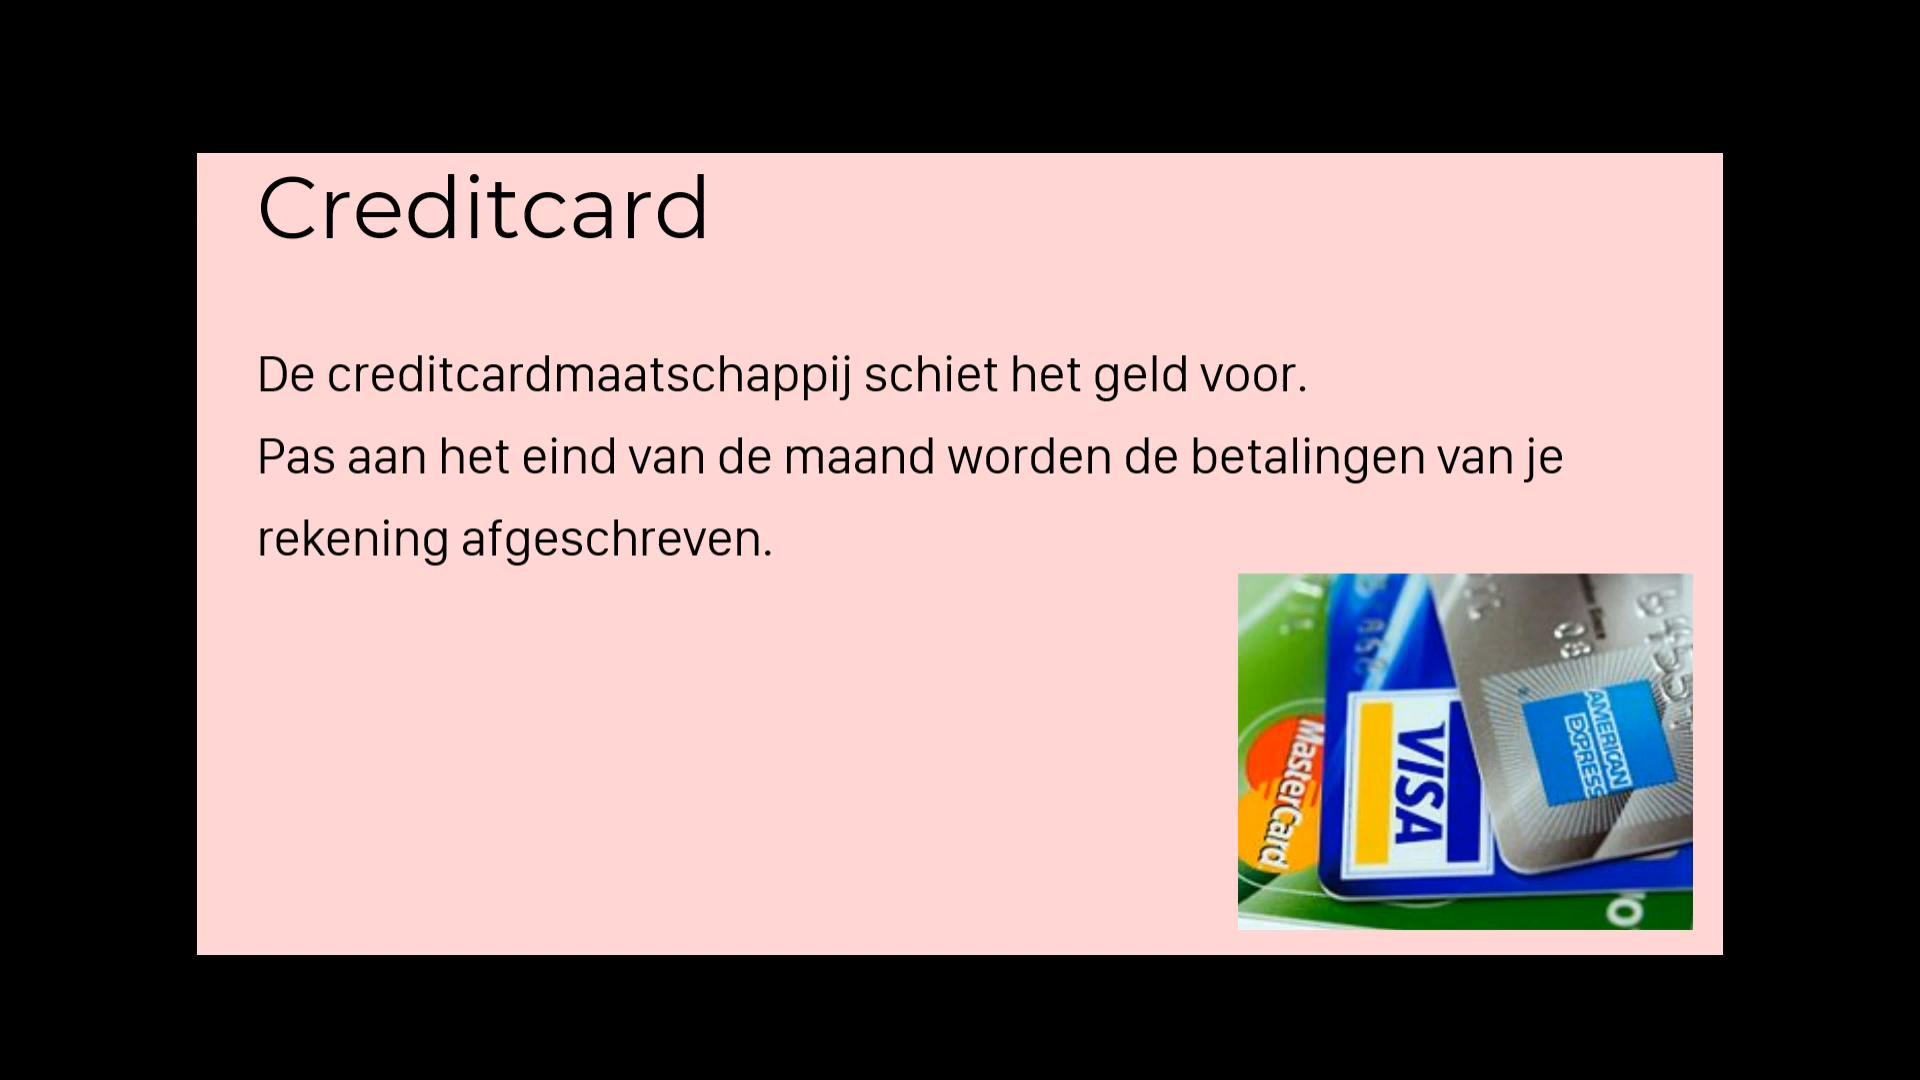 Creditcard
De creditcardmaatschappij schiet het geld voor.
Pas aan het eind van de maand worden de betalingen van je
rekening afgeschreven.
MasterCard
VISA
AMERICAN
EXPRESS